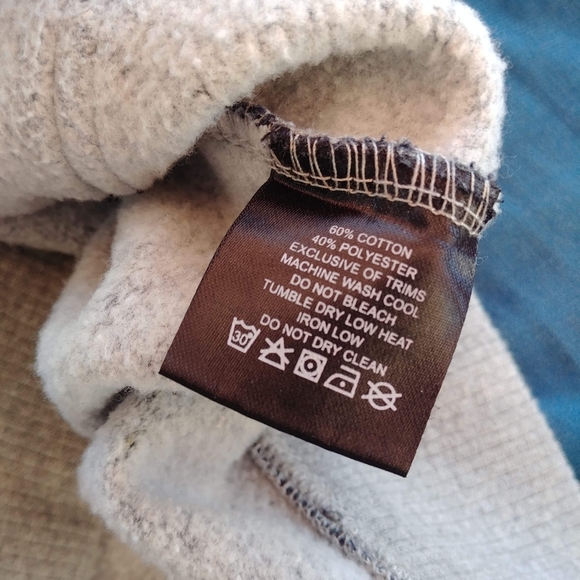 60% COTTON
40% POLYESTER
EXCLUSIVE OF TRIMS
MACHINE WASH COOL
DO NOT BLEACH
TUMBLE DRY LOW HEAT
IRON LOW
DO NOT DRY CLEAN
30°